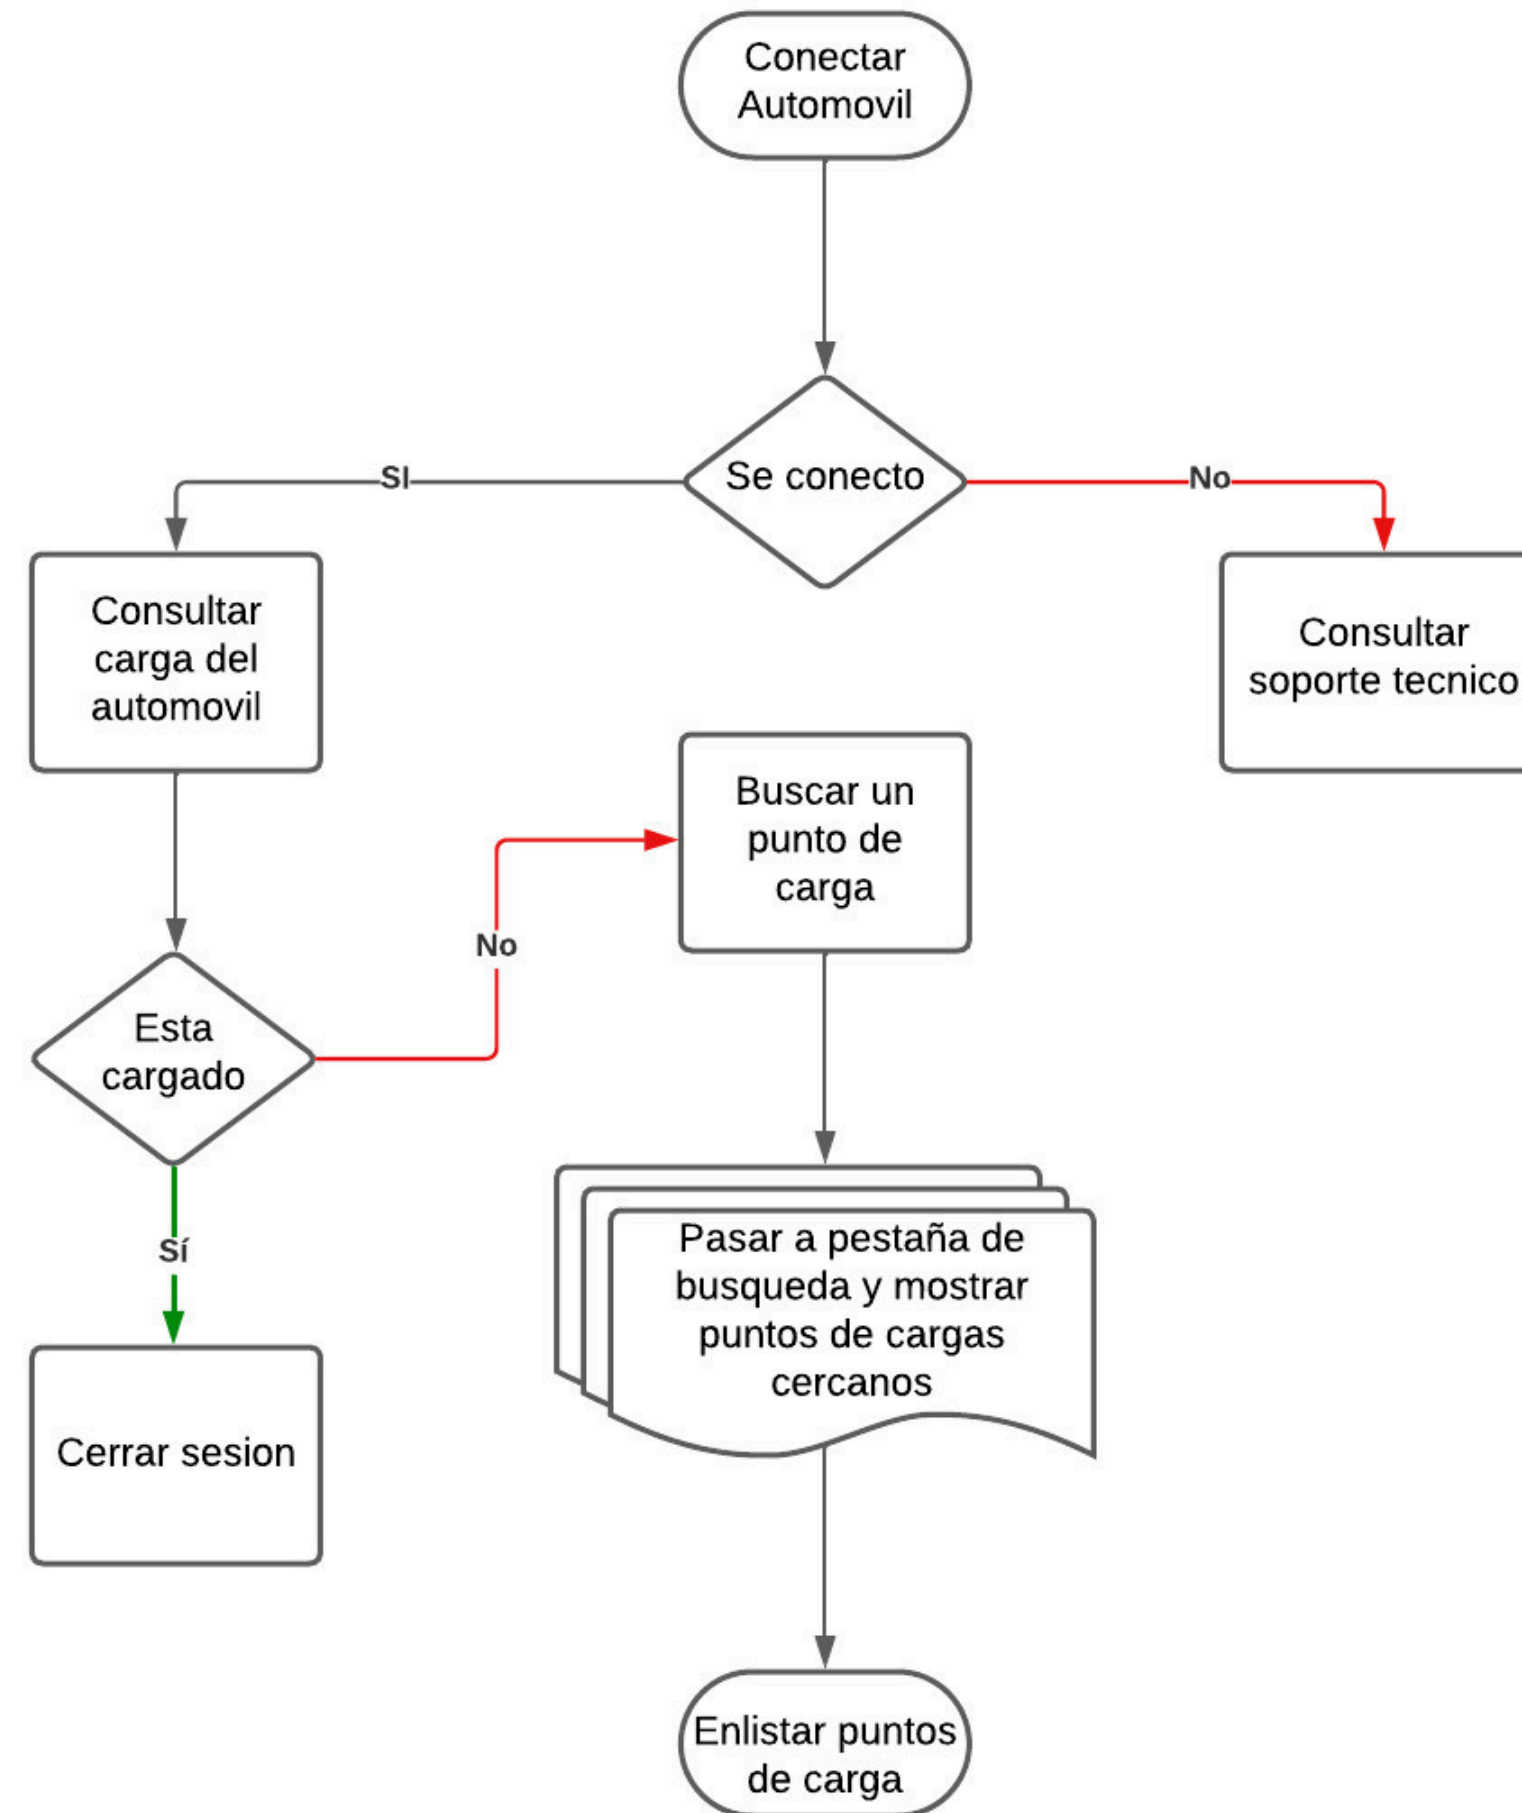 Conectar
Automovil
Se conecto
SI
No
Consultar
carga del
automovil
Consultar
soporte tecnico
Buscar un
punto de
carga
No
Esta
cargado
Sí
Pasar a pestaña de
busqueda y mostrar
puntos de cargas
cercanos
Cerrar sesion
Enlistar puntos
de carga